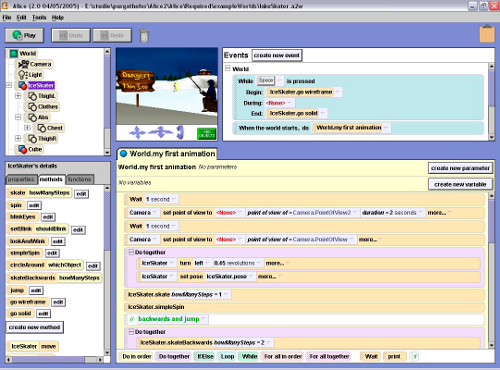 Alice (2.0 04/05/2005) - E:\studio\purgathofer\Alice2\Alice\Required\exampleWorlds\lakeSkater.a2w
File Edit Tools Help
Play Undo Redo
World
Camera
Light
IceSkater
ThighL
Clothes
Abs
Chest
ThighR
Cube
Danger!
Thin Ice
ADD OBJECTS
Events create new event
World
While Space is pressed
Begin: IceSkater.go wireframe
During: <None>
End: IceSkater.go solid
When the world starts, do World.my first animation
IceSkater's details
properties methods functions
skate howManySteps edit
spin edit
blinkEyes edit
setBlink shouldBlink edit
lookAndWink edit
simpleSpin edit
circleAround whichObject edit
skateBackwards howManySteps
jump edit
go wireframe edit
go solid edit
create new method
IceSkater move
World.my first animation
World.my first animation No parameters create new parameter
No variables create new variable
Wait 1 second
Camera set point of view to <None> point of view = Camera.PointOfView2 duration = 2 seconds more...
Wait 1 second
Camera set point of view to <None> point of view = Camera.PointOfView more...
Do together
IceSkater turn left 8.05 revolutions more...
IceSkater set pose IceSkater.pose more...
IceSkater.skate howManySteps = 1
IceSkater.simpleSpin
// backwards and jump
Do together
IceSkater.skateBackwards howManySteps = 2
Do in order Do together If/Else Loop While For all in order For all together Wait print //